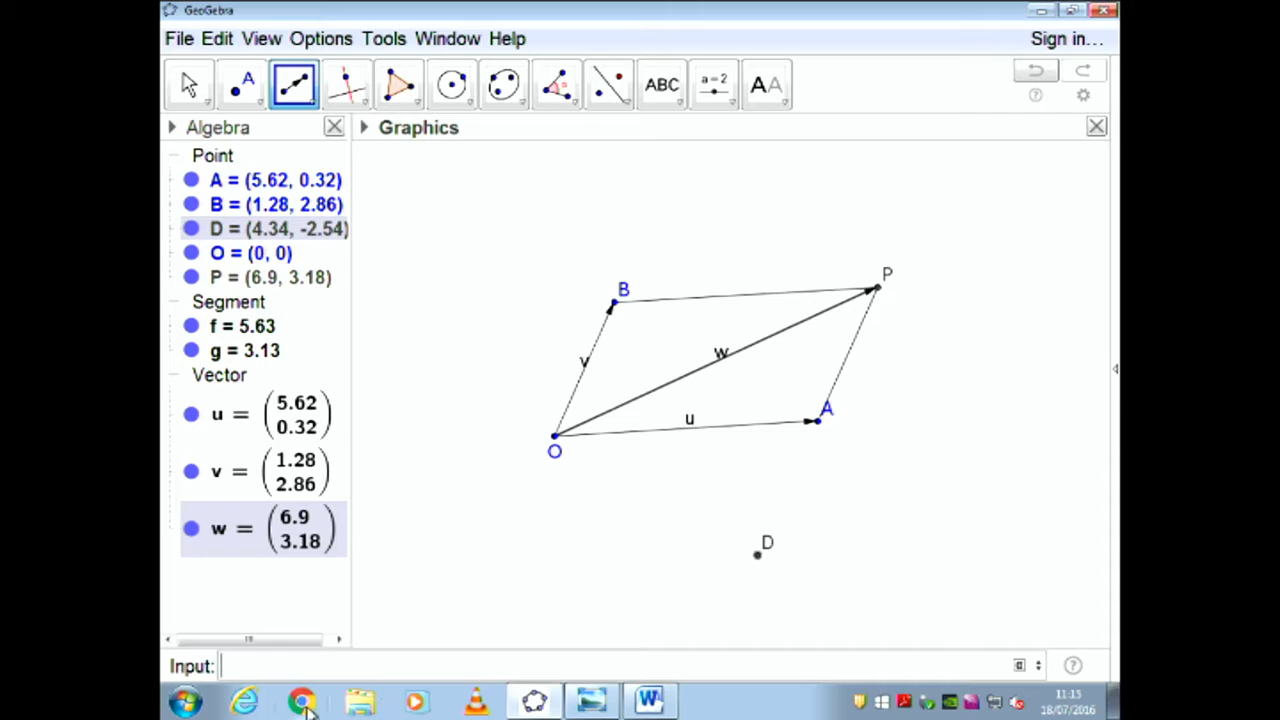 GeoGebra
File Edit View Options Tools Window Help
Sign in...
A
ABC
a=2
AA
Algebra
Graphics
Point
A = (5.62, 0.32)
B = (1.28, 2.86)
D = (4.34, -2.54)
O = (0, 0)
P = (6.9, 3.18)
Segment
f = 5.63
g = 3.13
Vector
u = (5.62
0.32)
v = (1.28
2.86)
w = (6.9
3.18)
P
B
v
w
u
A
O
D
Input:
11:15
18/07/2016